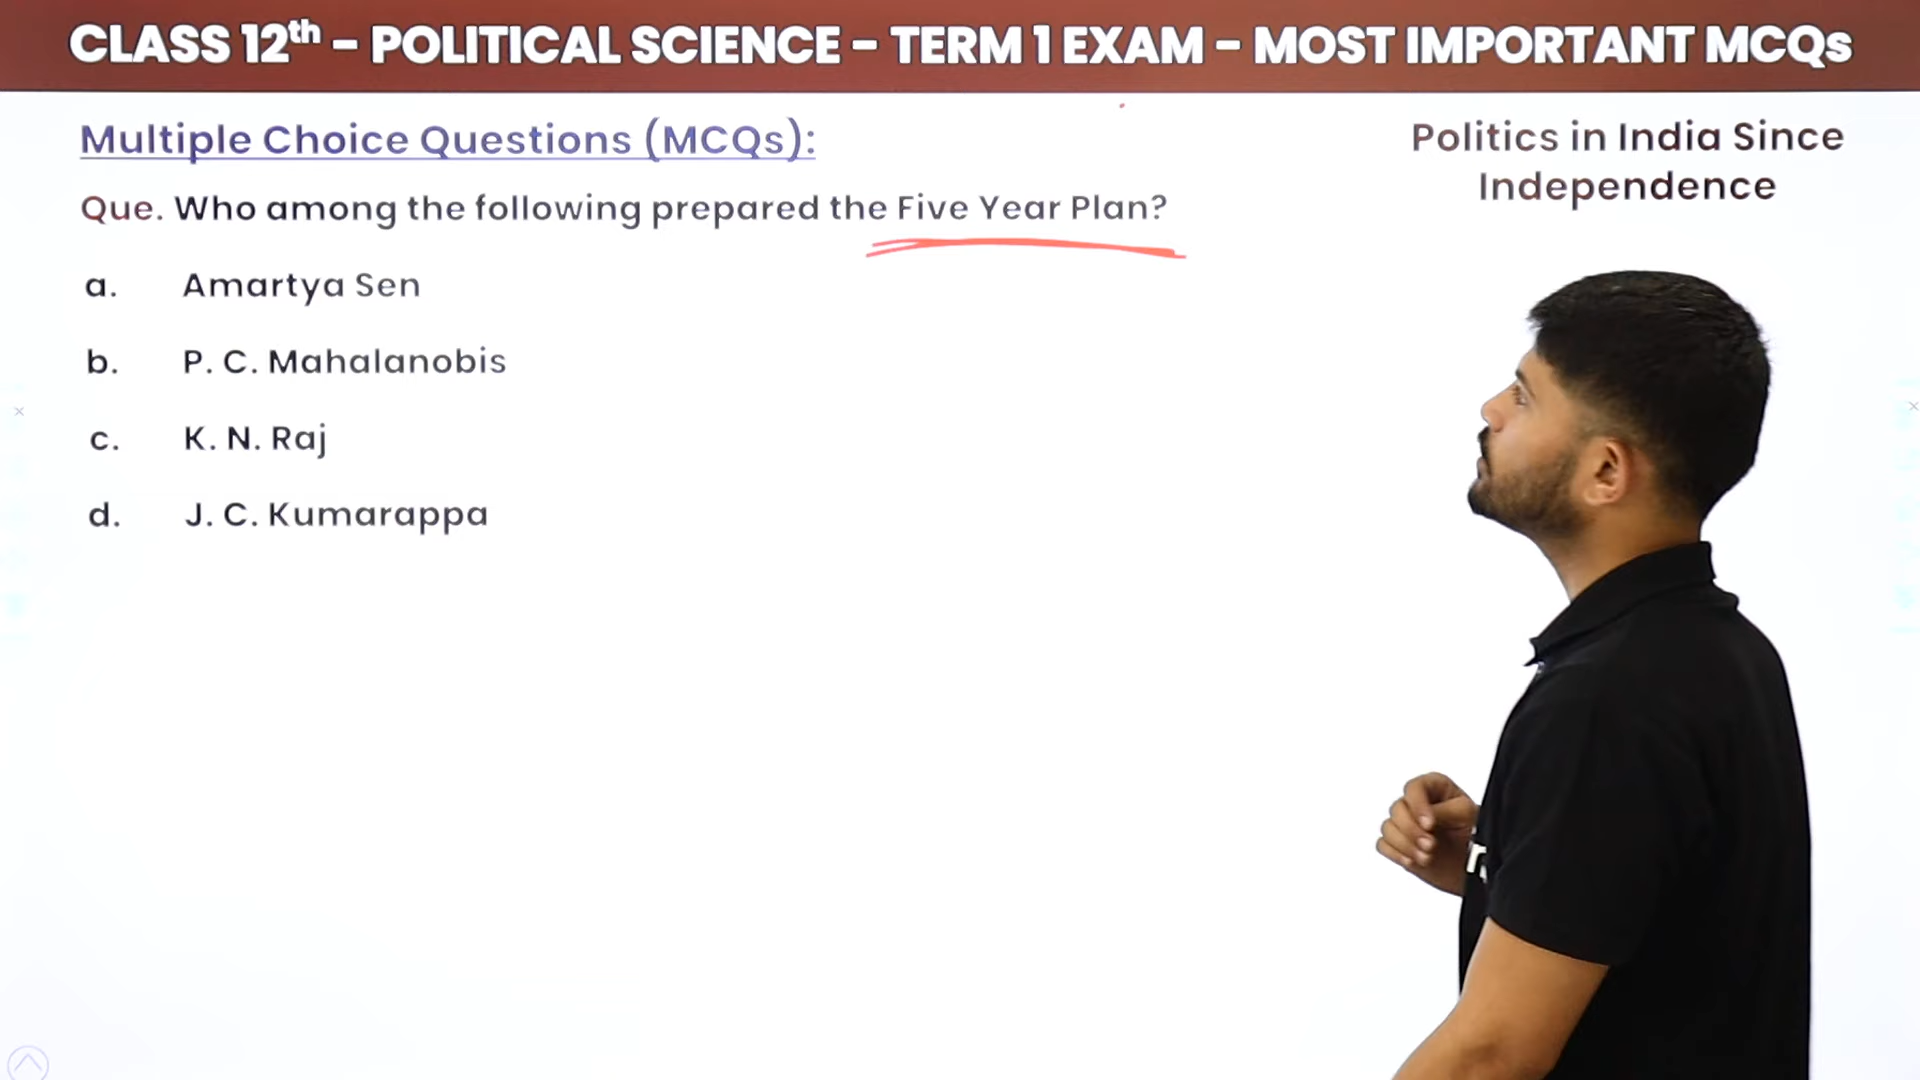 CLASS 12th – POLITICAL SCIENCE – TERM 1 EXAM – MOST IMPORTANT MCQs
Multiple Choice Questions (MCQs):
Politics in India Since
Independence
Que. Who among the following prepared the Five Year Plan?
a. Amartya Sen
b. P. C. Mahalanobis
c. K. N. Raj
d. J. C. Kumarappa